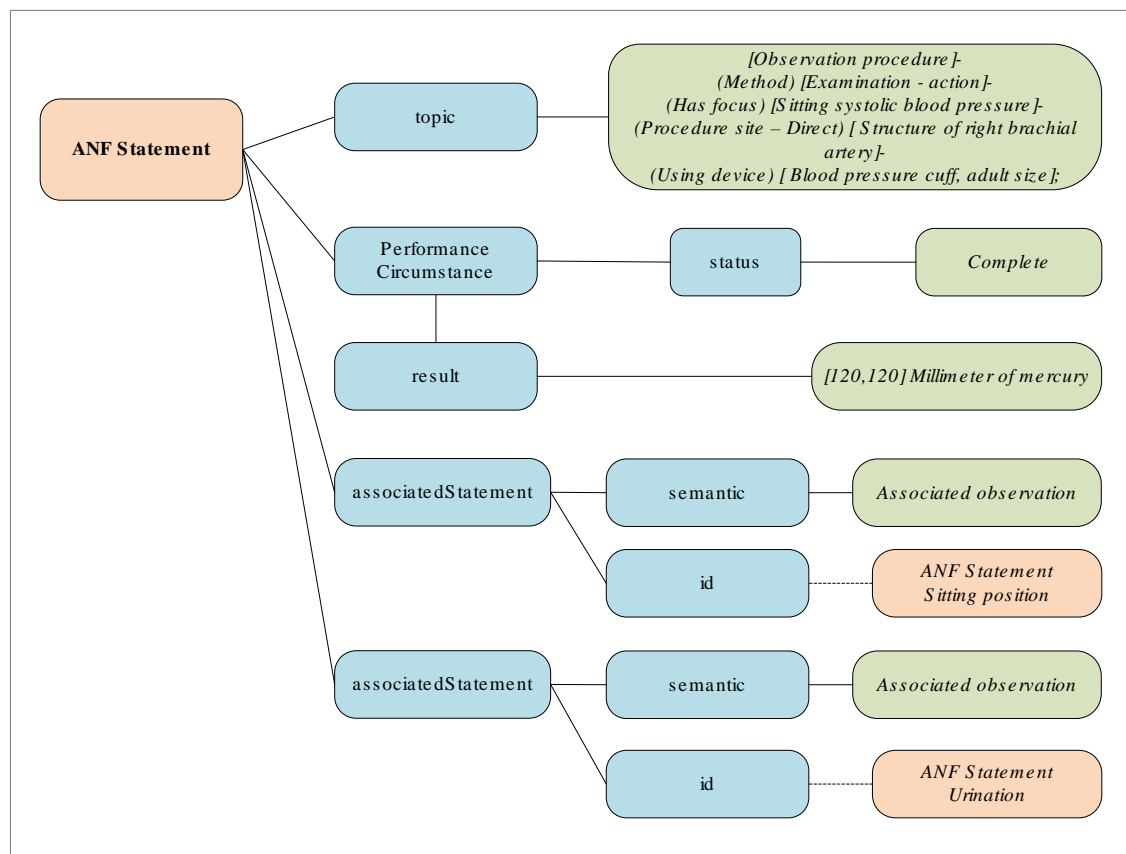 ANF Statement
topic
[Observation procedure]-
(Method) [Examination - action]-
(Has focus) [Sitting systolic blood pressure]-
(Procedure site – Direct) [ Structure of right brachial
artery]-
(Using device) [ Blood pressure cuff, adult size];
Performance
Circumstance
status
Complete
result
[120,120] Millimeter of mercury
associatedStatement
semantic
Associated observation
id
ANF Statement
Sitting position
associatedStatement
semantic
Associated observation
id
ANF Statement
Urination